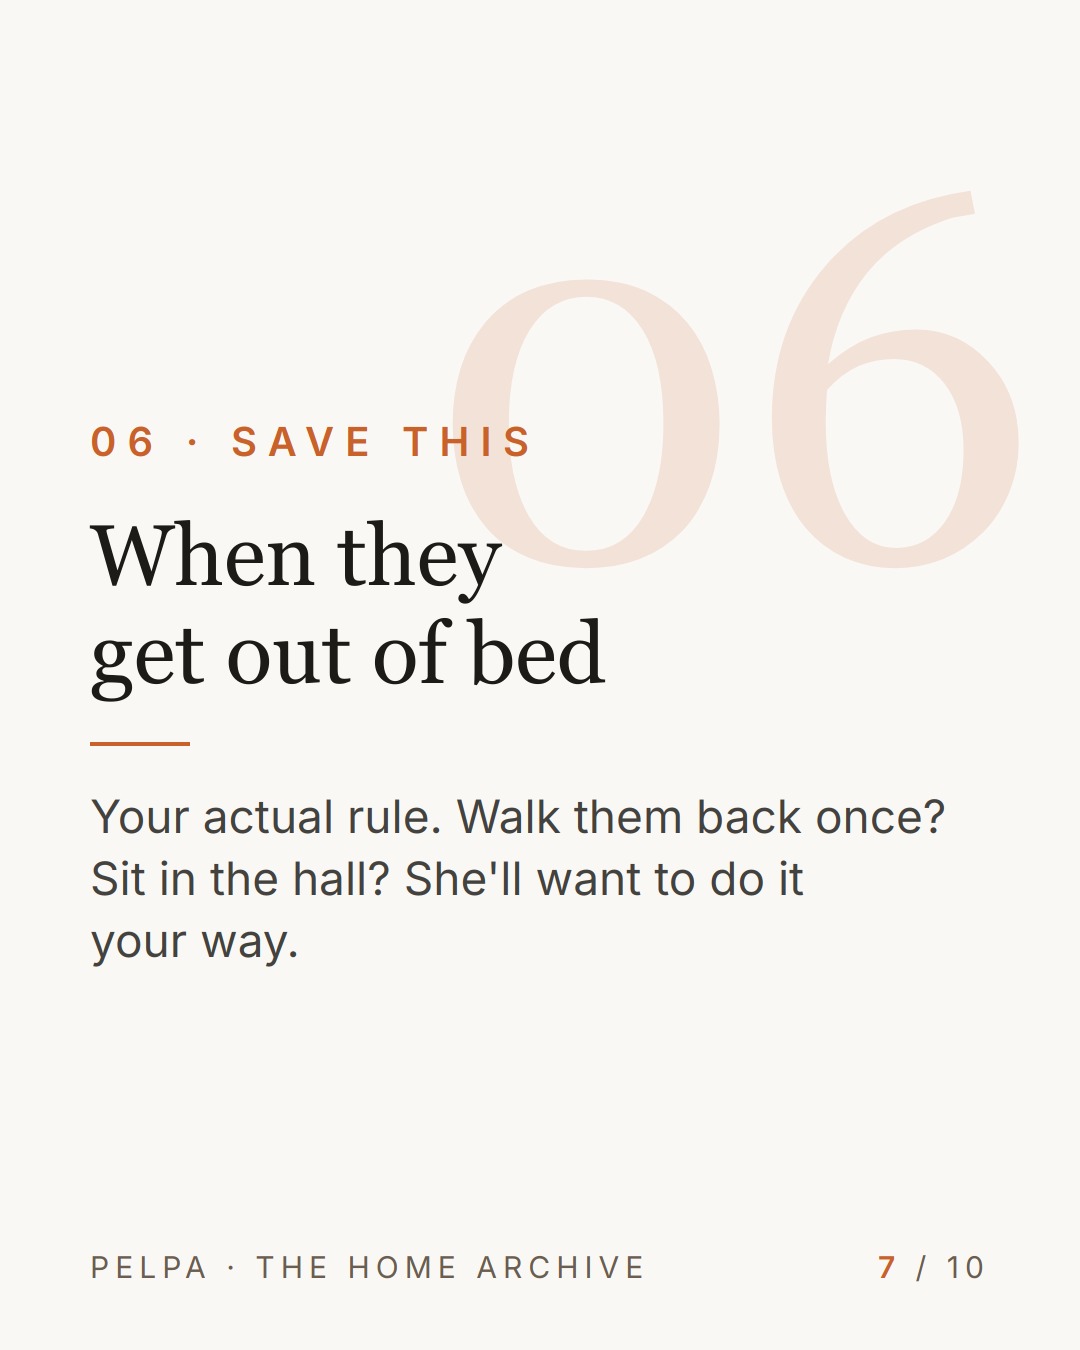 06
06 · SAVE THIS
When they
get out of bed
Your actual rule. Walk them back once?
Sit in the hall? She'll want to do it
your way.
PELPA · THE HOME ARCHIVE
7 / 10